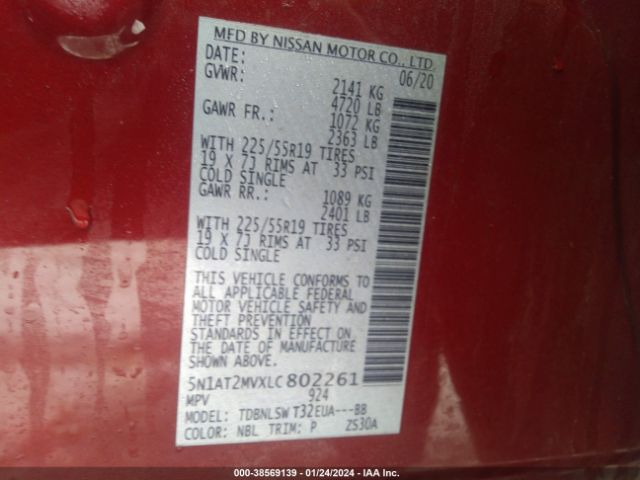 MFD BY NISSAN MOTOR CO., LTD.
DATE: 06/20
GVWR: 2141 KG
4720 LB
GAWR FR.: 1072 KG
2363 LB
WITH 225/55R19 TIRES
19 X 7J RIMS AT 33 PSI
COLD SINGLE
GAWR RR.: 1089 KG
2401 LB
WITH 225/55R19 TIRES
19 X 7J RIMS AT 33 PSI
COLD SINGLE
THIS VEHICLE CONFORMS TO
ALL APPLICABLE FEDERAL
MOTOR VEHICLE SAFETY AND
THEFT PREVENTION
STANDARDS IN EFFECT ON
THE DATE OF MANUFACTURE
SHOWN ABOVE.
5N1AT2MVXLC802261
MPV 924
MODEL: TDBNLSW T32EUA---BB
COLOR: NBL TRIM: P ZS30A
000-38569139 - 01/24/2024 - IAA Inc.